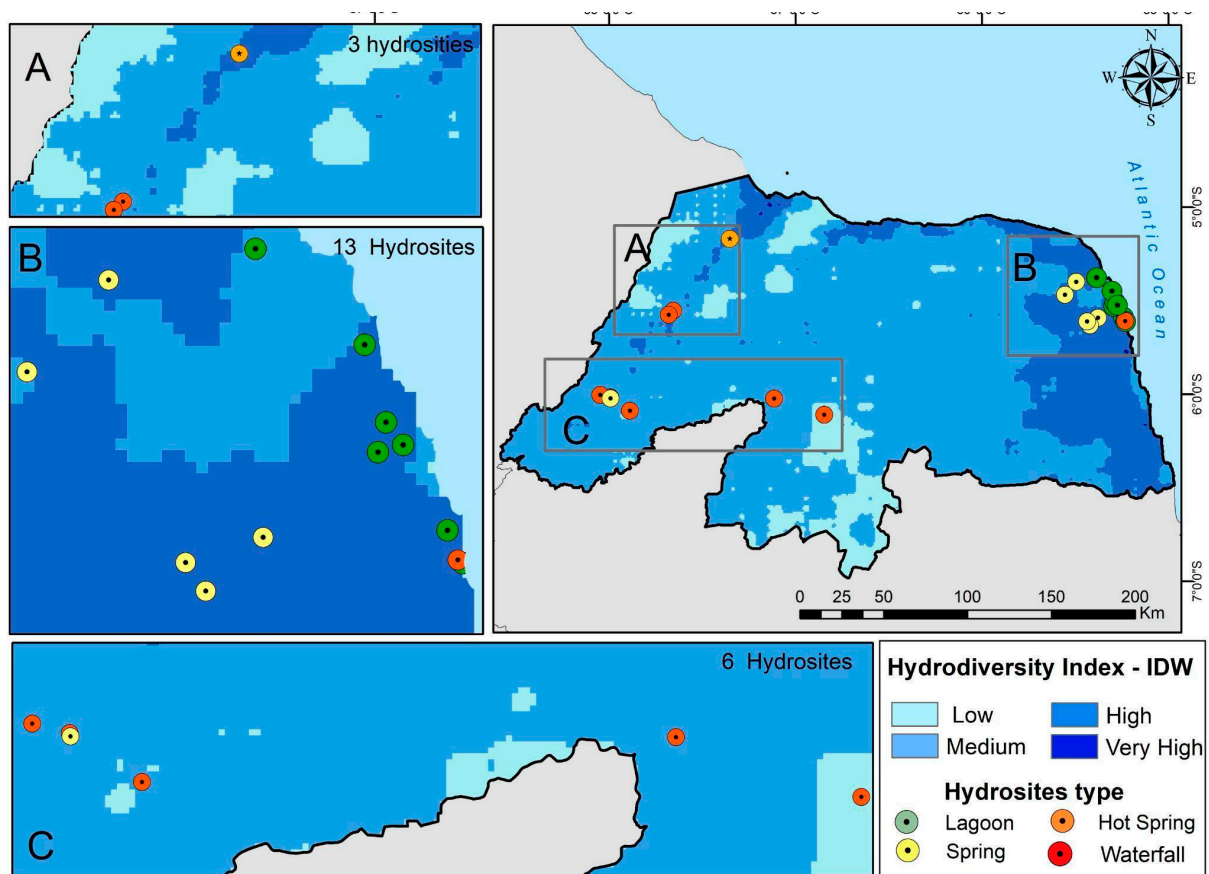 A
3 hydrosities
B
13 Hydrosites
C
6 Hydrosites
N
W
E
S
Atlantic Ocean
A
B
C
5°0'0"S
6°0'0"S
7°0'0"S
0 25 50 100 150 200
Km
Hydrodiversity Index - IDW
Low
High
Medium
Very High
Hydrosites type
Lagoon
Hot Spring
Spring
Waterfall